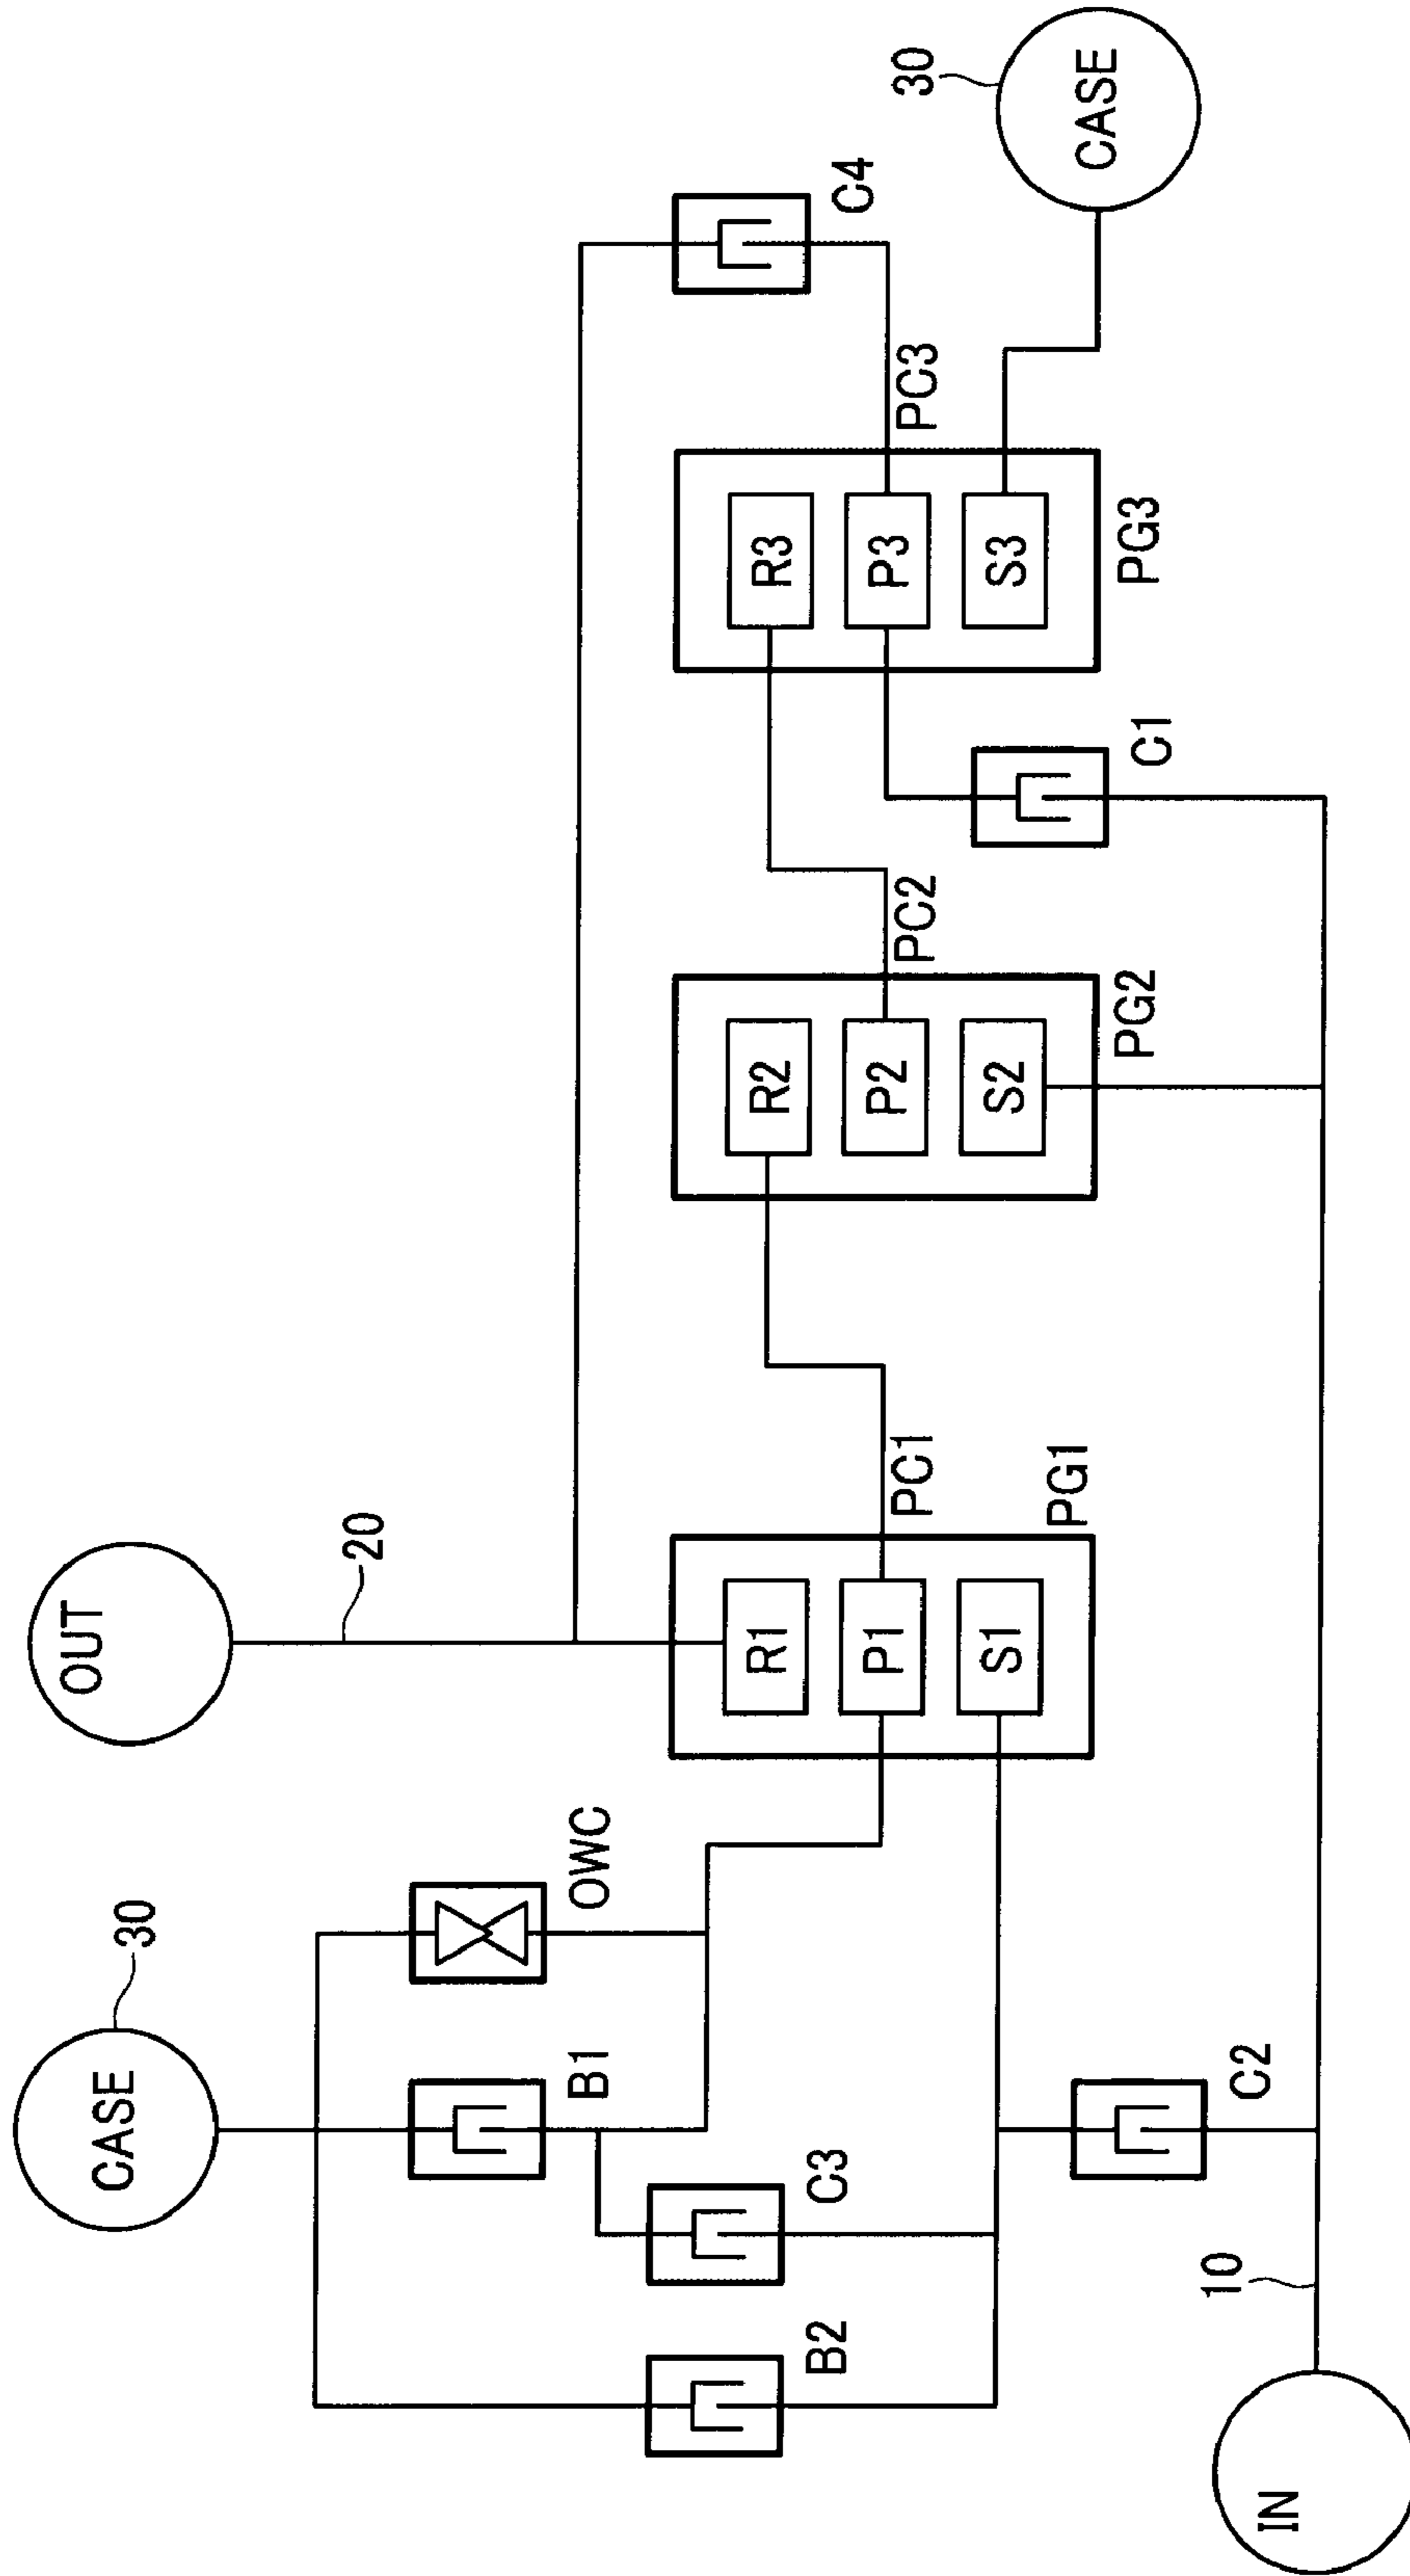 CASE
30
OUT
20
OWC
B1
C3
B2
C4
30
CASE
R1
P1
S1
PC1
PG1
R2
P2
S2
PC2
PG2
R3
P3
S3
PC3
PG3
C1
C2
10
IN